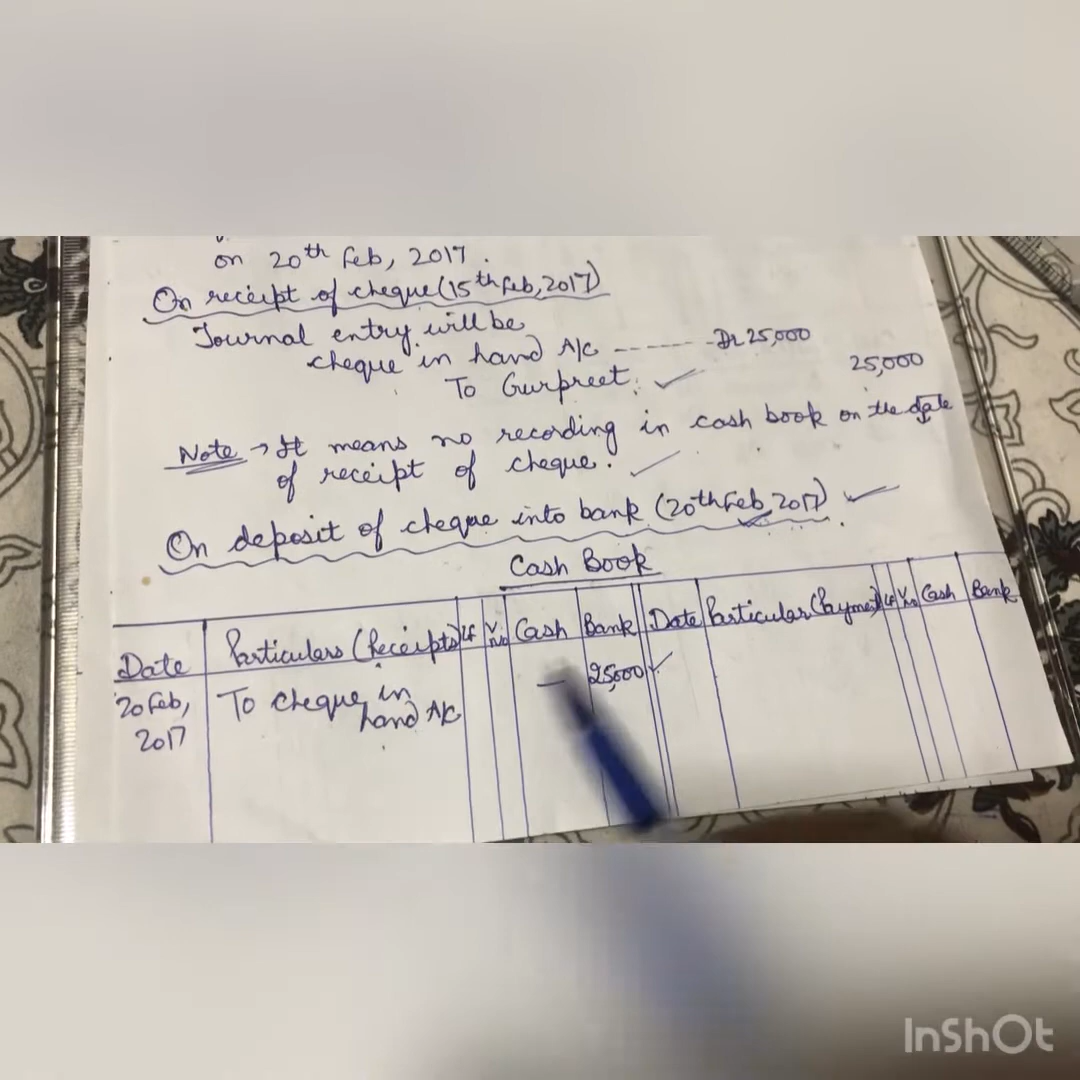 on 20th Feb, 2017.
On receipt of cheque (15th Feb, 2017)
Journal entry will be
cheque in hand A/c -------- Dr 25,000
To Gurpreet. ✓ 25,000
Note → It means no recording in cash book on the date
of receipt of cheque. ✓
On deposit of cheque into bank (20th Feb, 2017) ✓
Cash Book
Date Particulars (Receipts) LF V.no Cash Bank Date Particular (Payment) LF V.no Cash Bank
20 Feb, 2017 To cheque in hand A/c — 25,000 ✓
InShOt